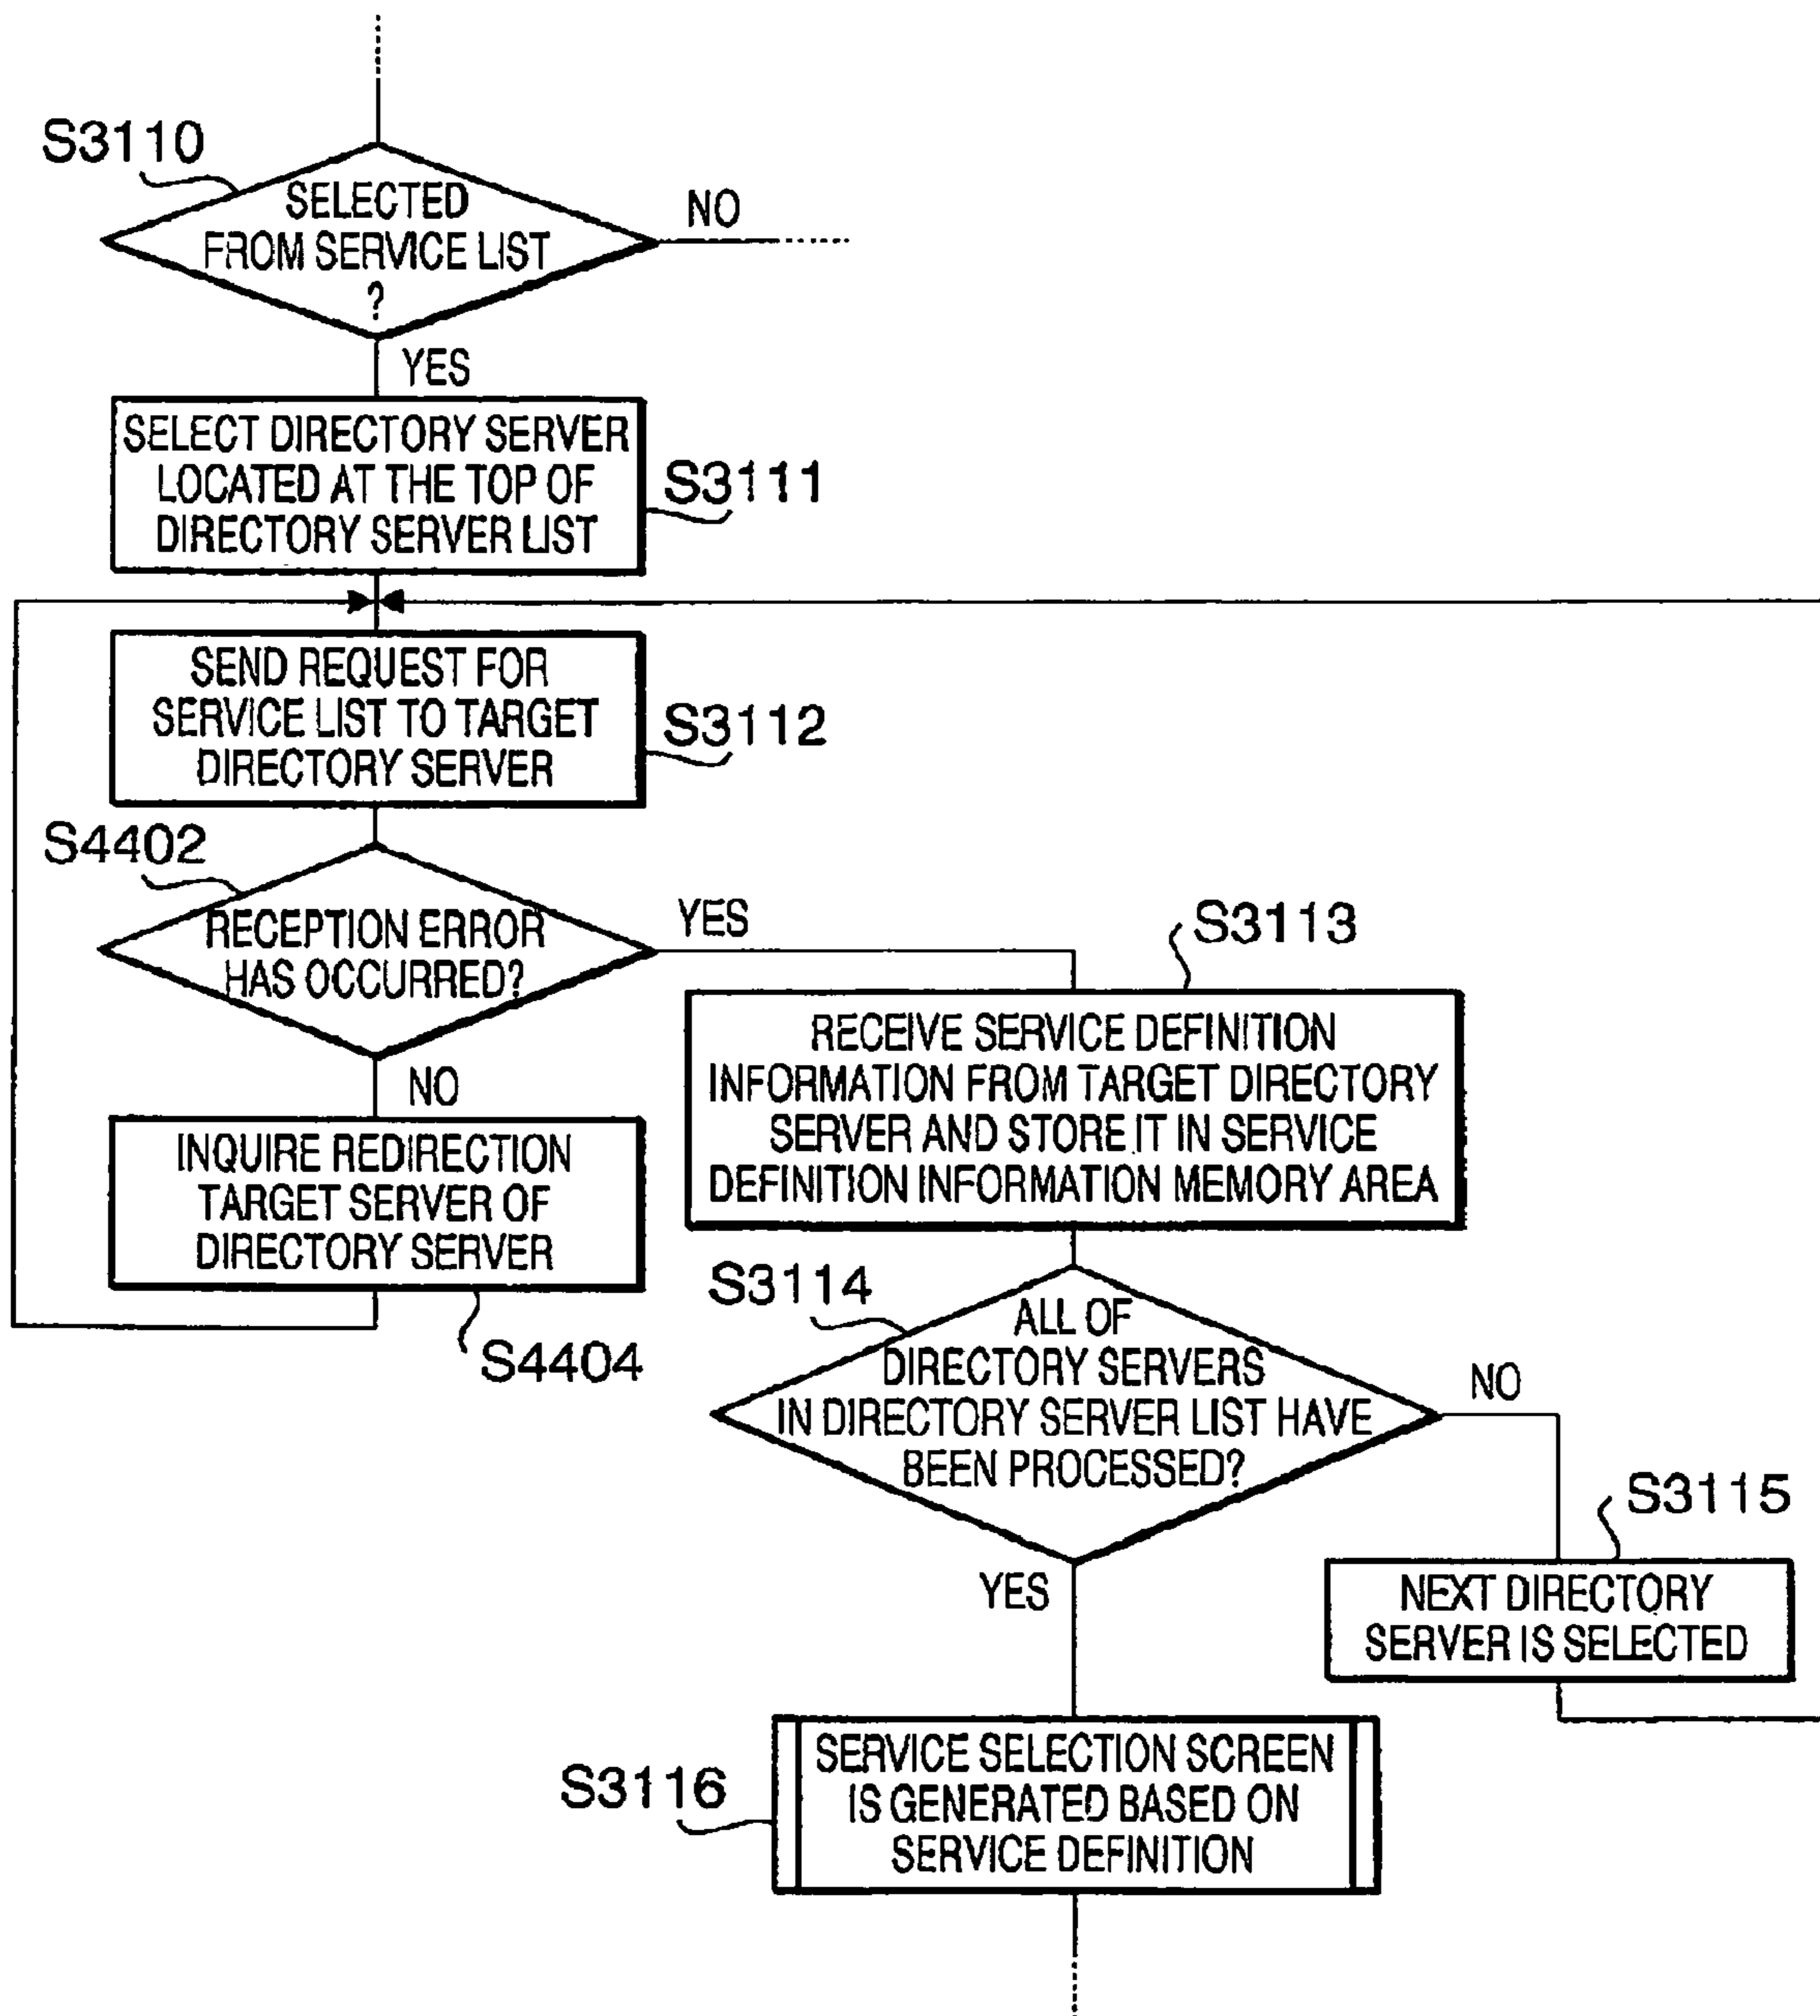 S3110
SELECTED
FROM SERVICE LIST
?
NO
YES
SELECT DIRECTORY SERVER
LOCATED AT THE TOP OF
DIRECTORY SERVER LIST
S3111
SEND REQUEST FOR
SERVICE LIST TO TARGET
DIRECTORY SERVER
S3112
S4402
RECEPTION ERROR
HAS OCCURRED?
YES
NO
INQUIRE REDIRECTION
TARGET SERVER OF
DIRECTORY SERVER
S4404
S3113
RECEIVE SERVICE DEFINITION
INFORMATION FROM TARGET DIRECTORY
SERVER AND STORE IT IN SERVICE
DEFINITION INFORMATION MEMORY AREA
S3114
ALL OF
DIRECTORY SERVERS
IN DIRECTORY SERVER LIST HAVE
BEEN PROCESSED?
NO
YES
S3115
NEXT DIRECTORY
SERVER IS SELECTED
S3116
SERVICE SELECTION SCREEN
IS GENERATED BASED ON
SERVICE DEFINITION